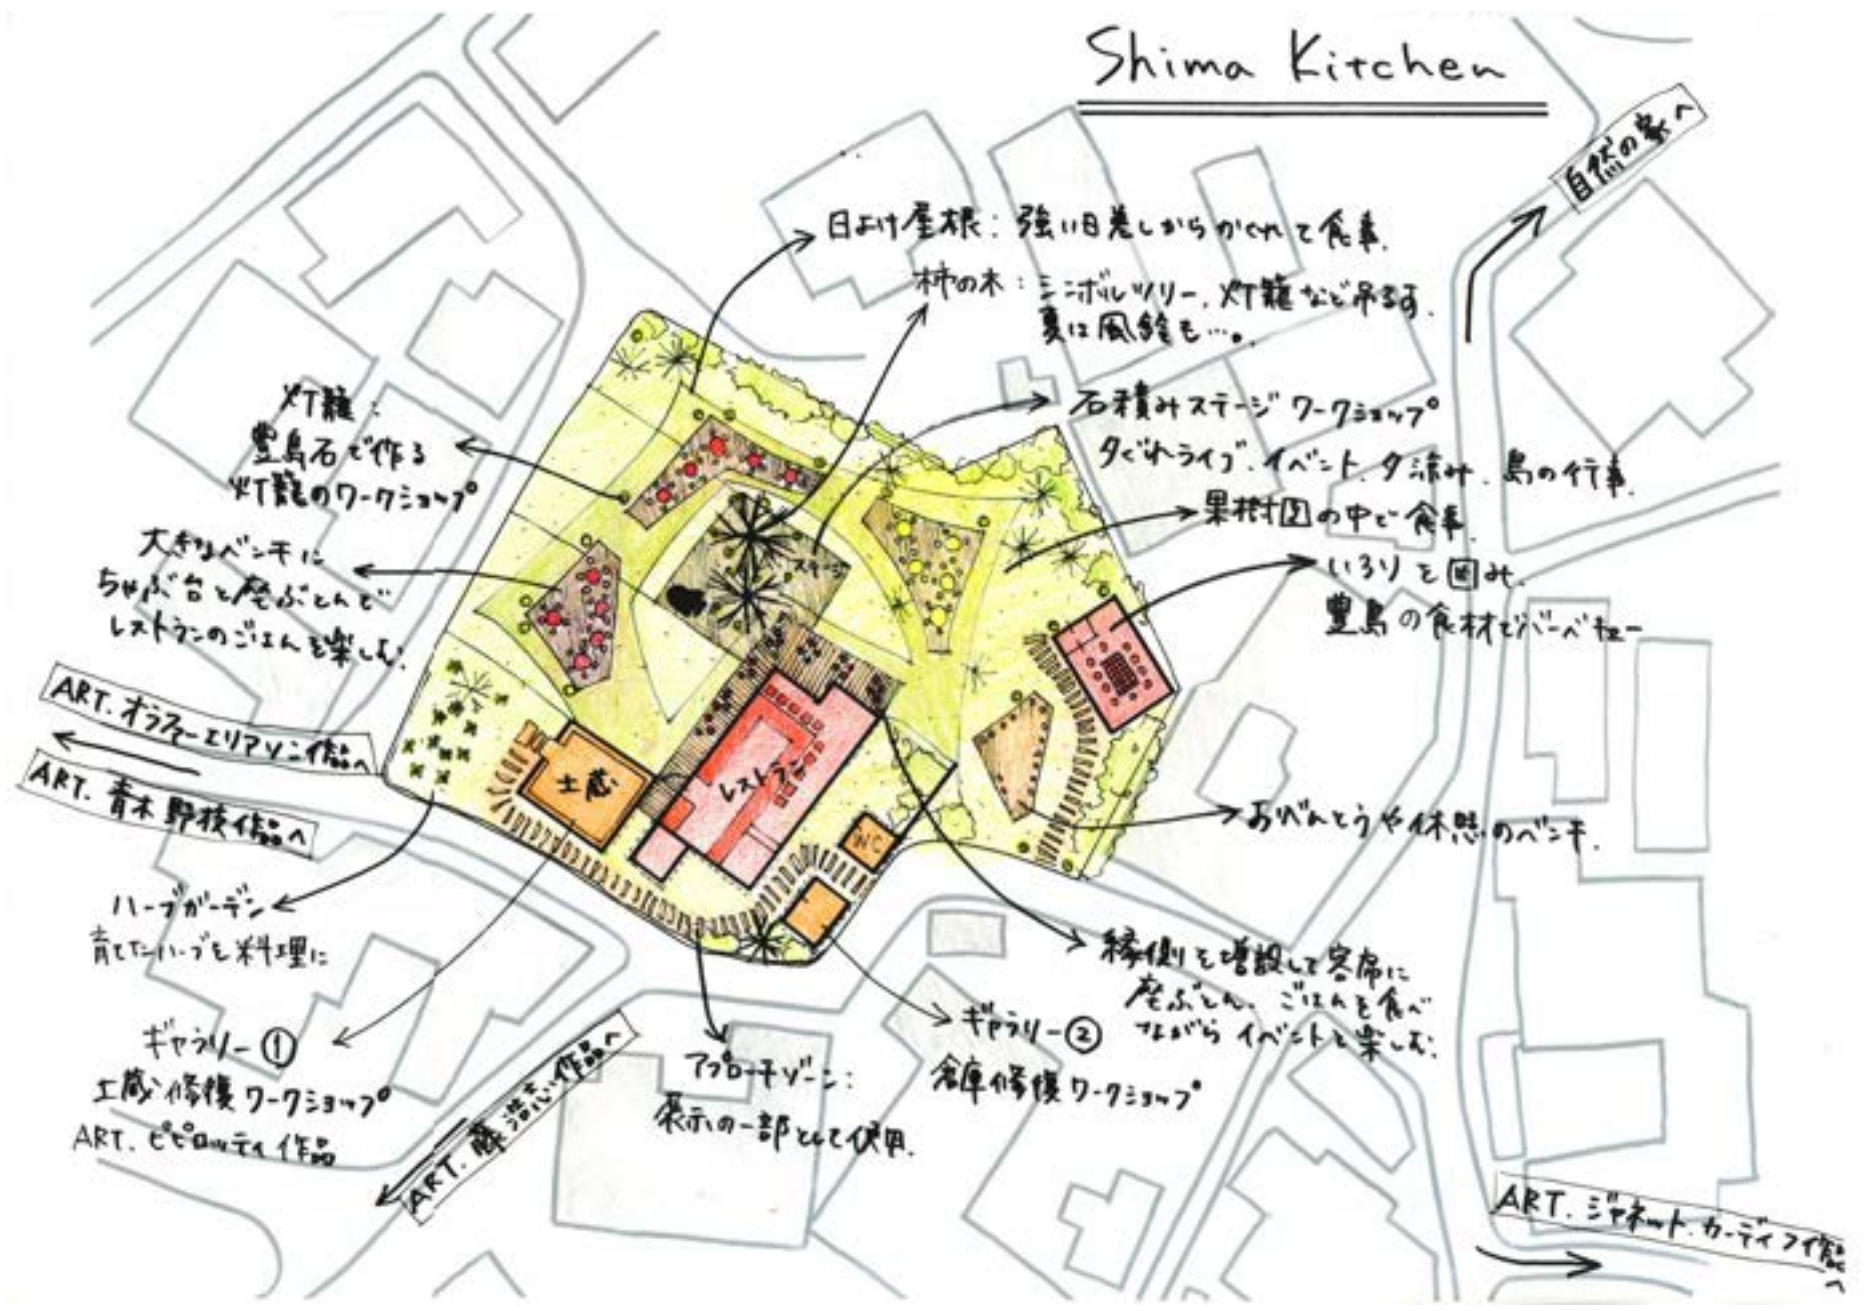 Shima Kitchen
自然の家へ
日よけ屋根：強い日差しからかくれて食事.
柿の木：シンボルツリー、灯籠など吊るす.
夏は風鈴も…。
石積みステージワークショップ
夕ぐれライブ、イベント、夕涼み、島の行事.
果樹園の中で食事.
いろりを囲み.
豊島の食材でバーベキュー
灯籠：
豊島石で作る
灯籠のワークショップ
大きなベンチに
ちゃぶ台と座ぶとんで
レストランのごはんを楽しむ.
ステージ
土蔵
レストラン
WC
ART. オラファーエリアソン作品へ
ART. 青木野枝作品へ
おべんとうや休憩のベンチ.
ハーブガーデン
育てたハーブを料理に
縁側を増設して客席に
座ぶとん、ごはんを食べ
ながらイベントを楽しむ.
ギャラリー①
土蔵修復ワークショップ
ART. ピピロッティ作品
ギャラリー②
倉庫修復ワークショップ
アプローチゾーン：
展示の一部として使用.
ART. 藤浩志作品へ
ART. ジャネット.カーディフ作品へ